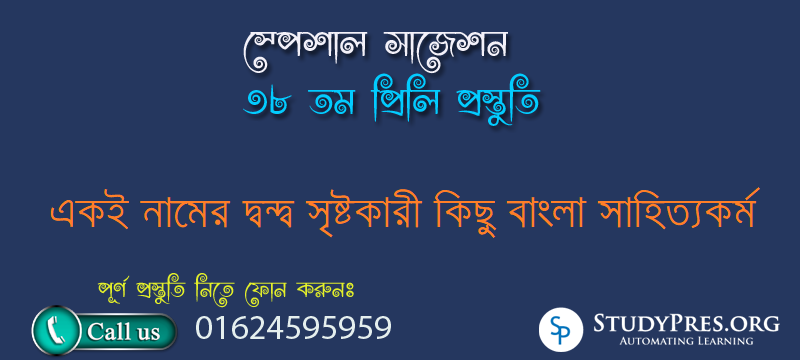 স্পেশাল সাজেশন
৩৮ তম প্রিলি প্রস্তুতি
একই নামের দ্বন্দ্ব সৃষ্টকারী কিছু বাংলা সাহিত্যকর্ম
পূর্ণ প্রস্তুতি নিতে ফোন করুনঃ
Call us 01624595959
SP STUDYPRES.ORG
AUTOMATING LEARNING